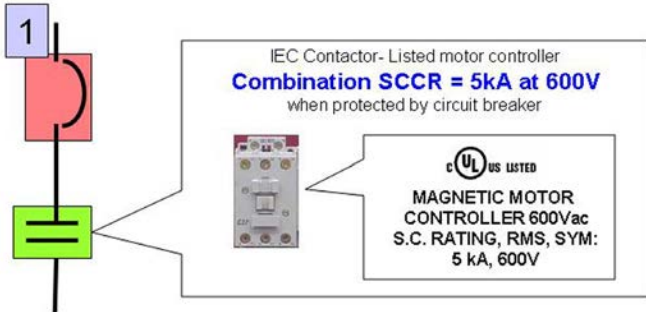 1
IEC Contactor- Listed motor controller
Combination SCCR = 5kA at 600V
when protected by circuit breaker
c UL US LISTED
MAGNETIC MOTOR
CONTROLLER 600Vac
S.C. RATING, RMS, SYM:
5 kA, 600V